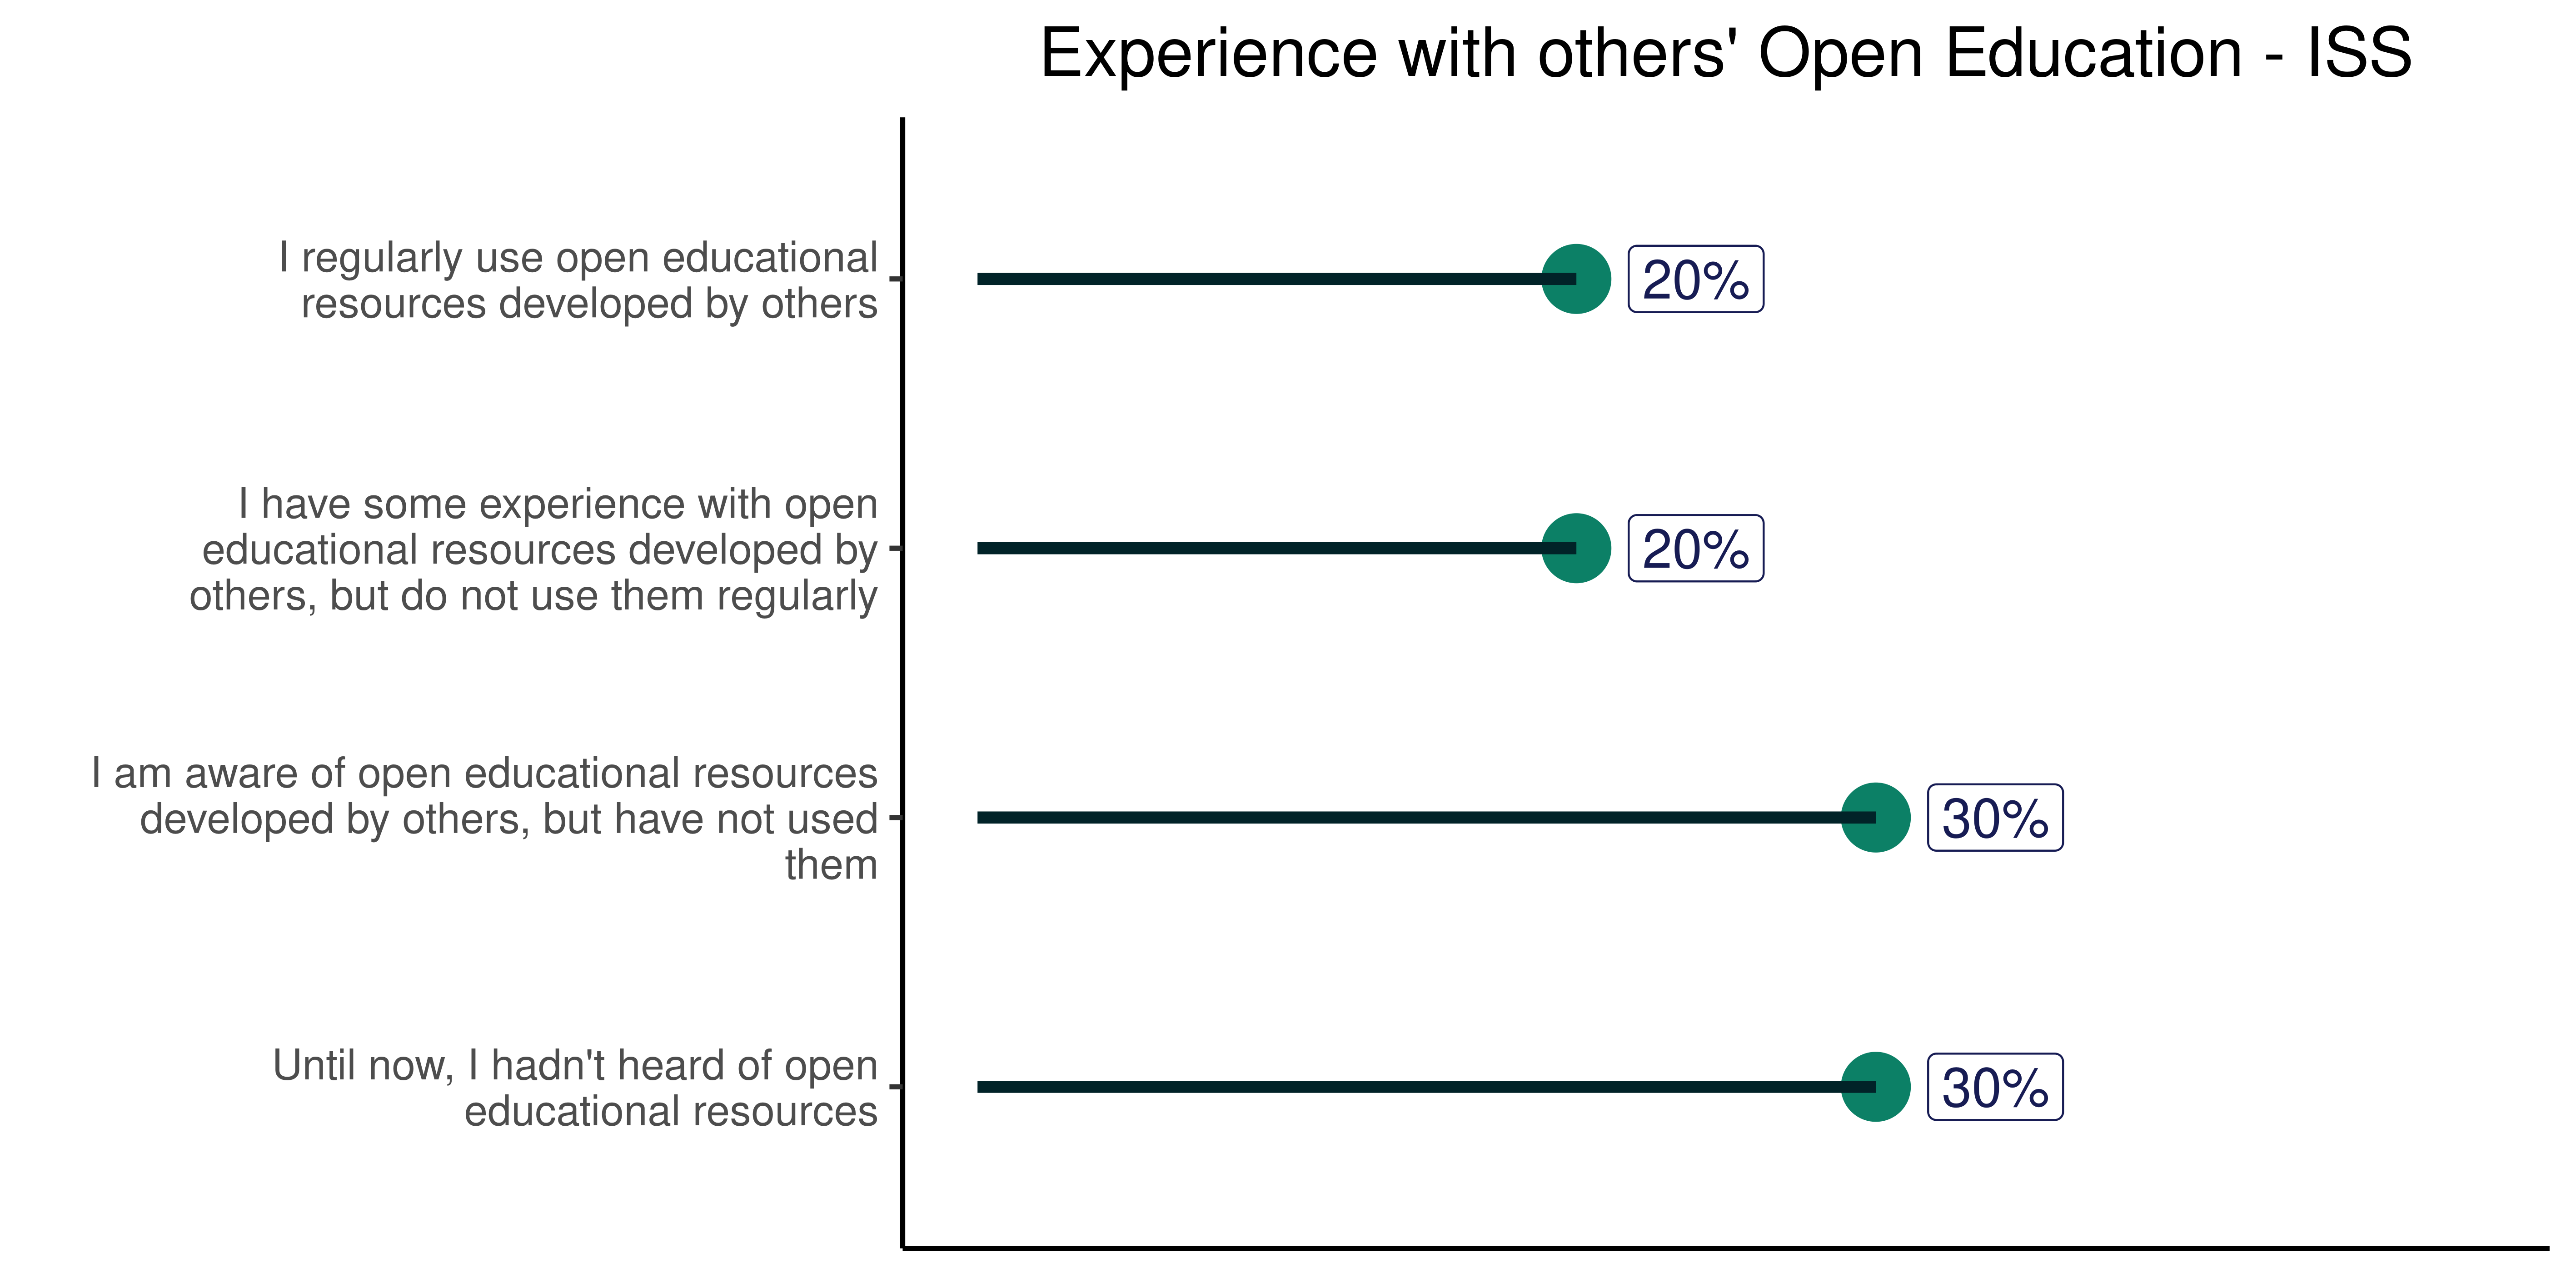 Experience with others' Open Education - ISS
I regularly use open educational
resources developed by others
20%
I have some experience with open
educational resources developed by
others, but do not use them regularly
20%
I am aware of open educational resources
developed by others, but have not used
them
30%
Until now, I hadn't heard of open
educational resources
30%